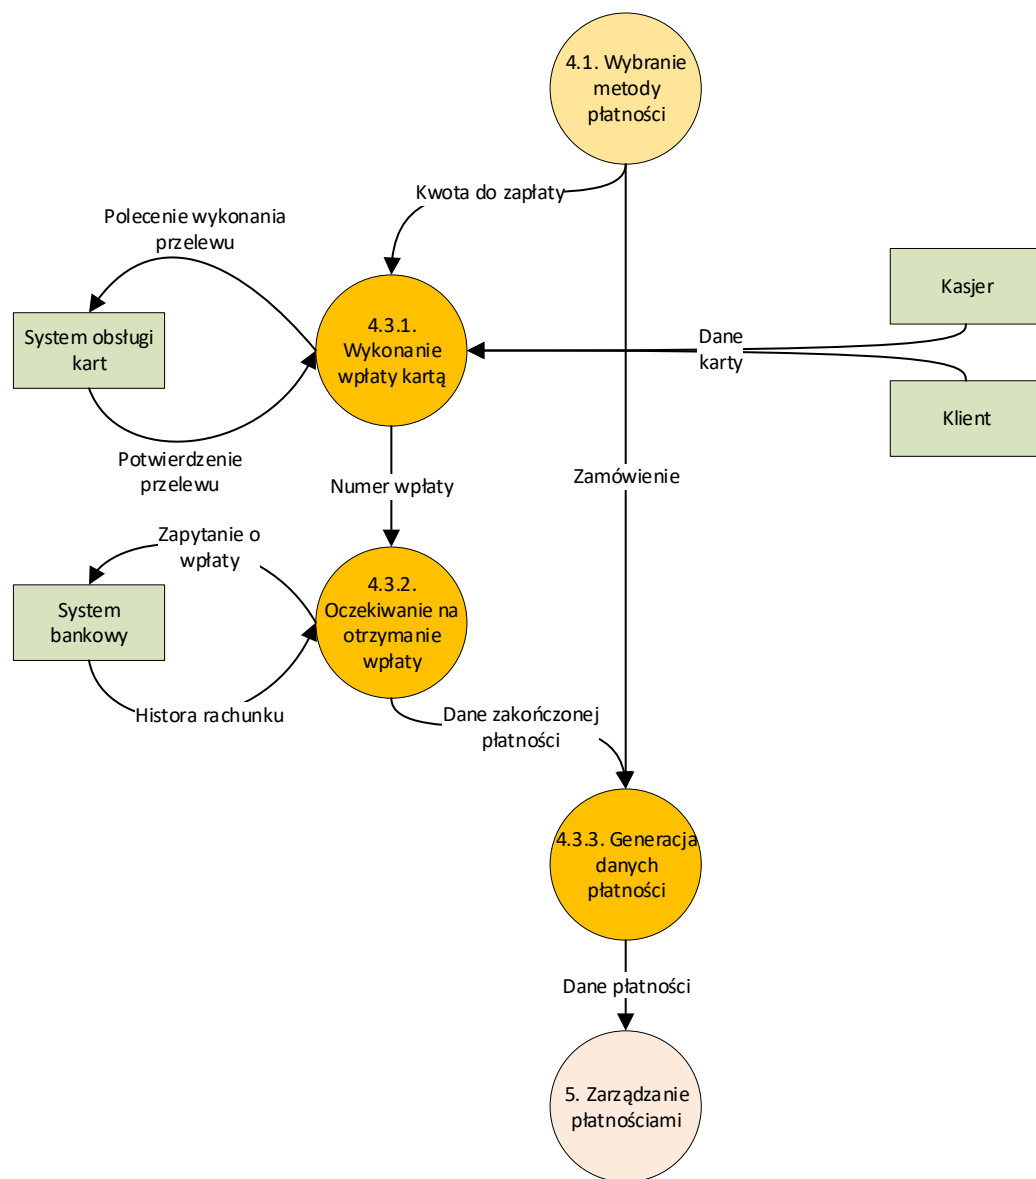 4.1. Wybranie
metody
płatności
Kwota do zapłaty
Polecenie wykonania
przelewu
Kasjer
System obsługi
kart
4.3.1.
Wykonanie
wpłaty kartą
Dane
karty
Klient
Potwierdzenie
przelewu
Numer wpłaty
Zamówienie
Zapytanie o
wpłaty
System
bankowy
4.3.2.
Oczekiwanie na
otrzymanie
wpłaty
Histora rachunku
Dane zakończonej
płatności
4.3.3. Generacja
danych
płatności
Dane płatności
5. Zarządzanie
płatnościami